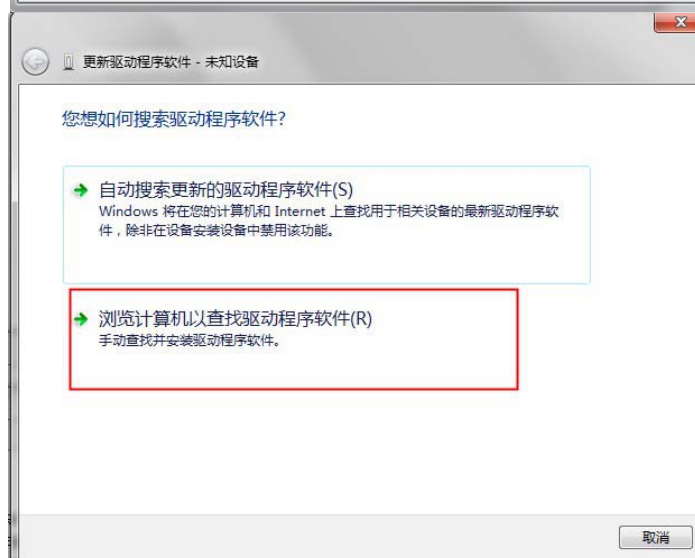 更新驱动程序软件 - 未知设备
您想如何搜索驱动程序软件?
自动搜索更新的驱动程序软件(S)
Windows 将在您的计算机和 Internet 上查找用于相关设备的最新驱动程序软
件，除非在设备安装设备中禁用该功能。
浏览计算机以查找驱动程序软件(R)
手动查找并安装驱动程序软件。
取消